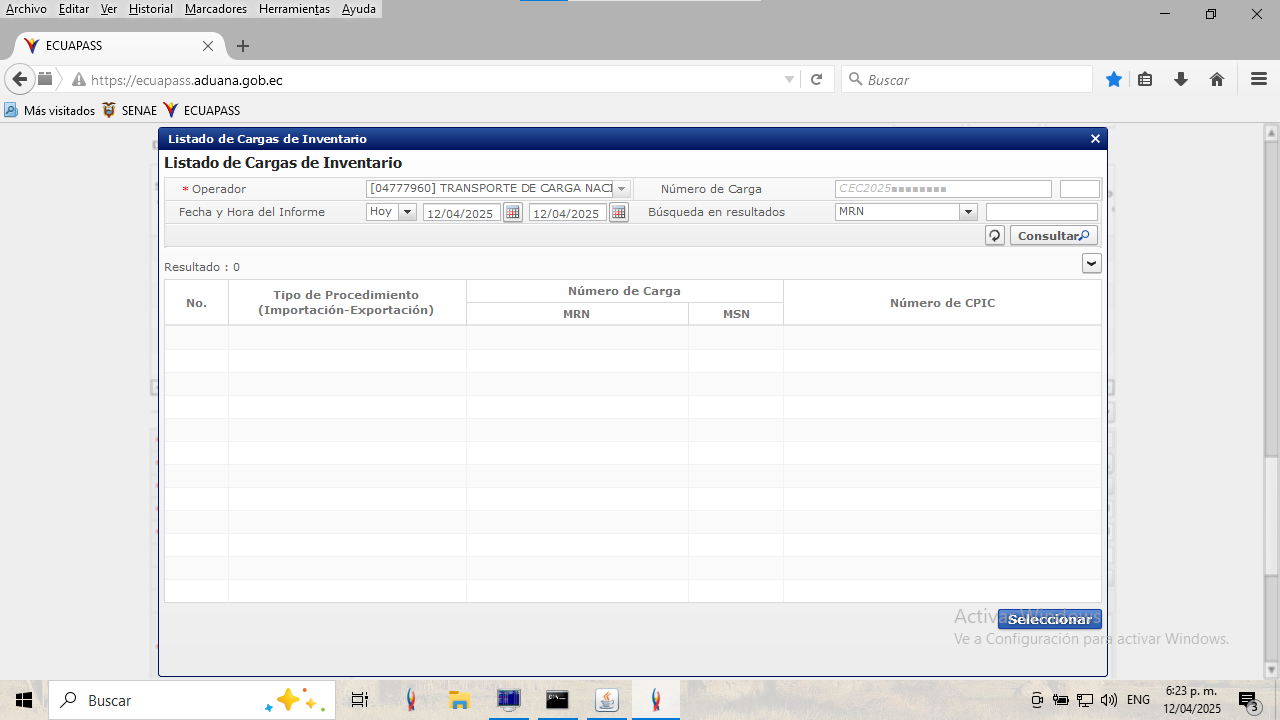 Archivo Editar Ver Historial Marcadores Herramientas Ayuda
ECUAPASS
https://ecuapass.aduana.gob.ec
Buscar
Más visitados SENAE ECUAPASS
Listado de Cargas de Inventario
Listado de Cargas de Inventario
* Operador [04777960] TRANSPORTE DE CARGA NACI Número de Carga CEC2025
Fecha y Hora del Informe Hoy 12/04/2025 12/04/2025 Búsqueda en resultados MRN
Consultar
Resultado : 0
No. Tipo de Procedimiento (Importación-Exportación) Número de Carga MRN MSN Número de CPIC
Activar Windows
Seleccionar
Ve a Configuración para activar Windows.
Buscar
ENG
6:23 p. m.
12/04/2025
3